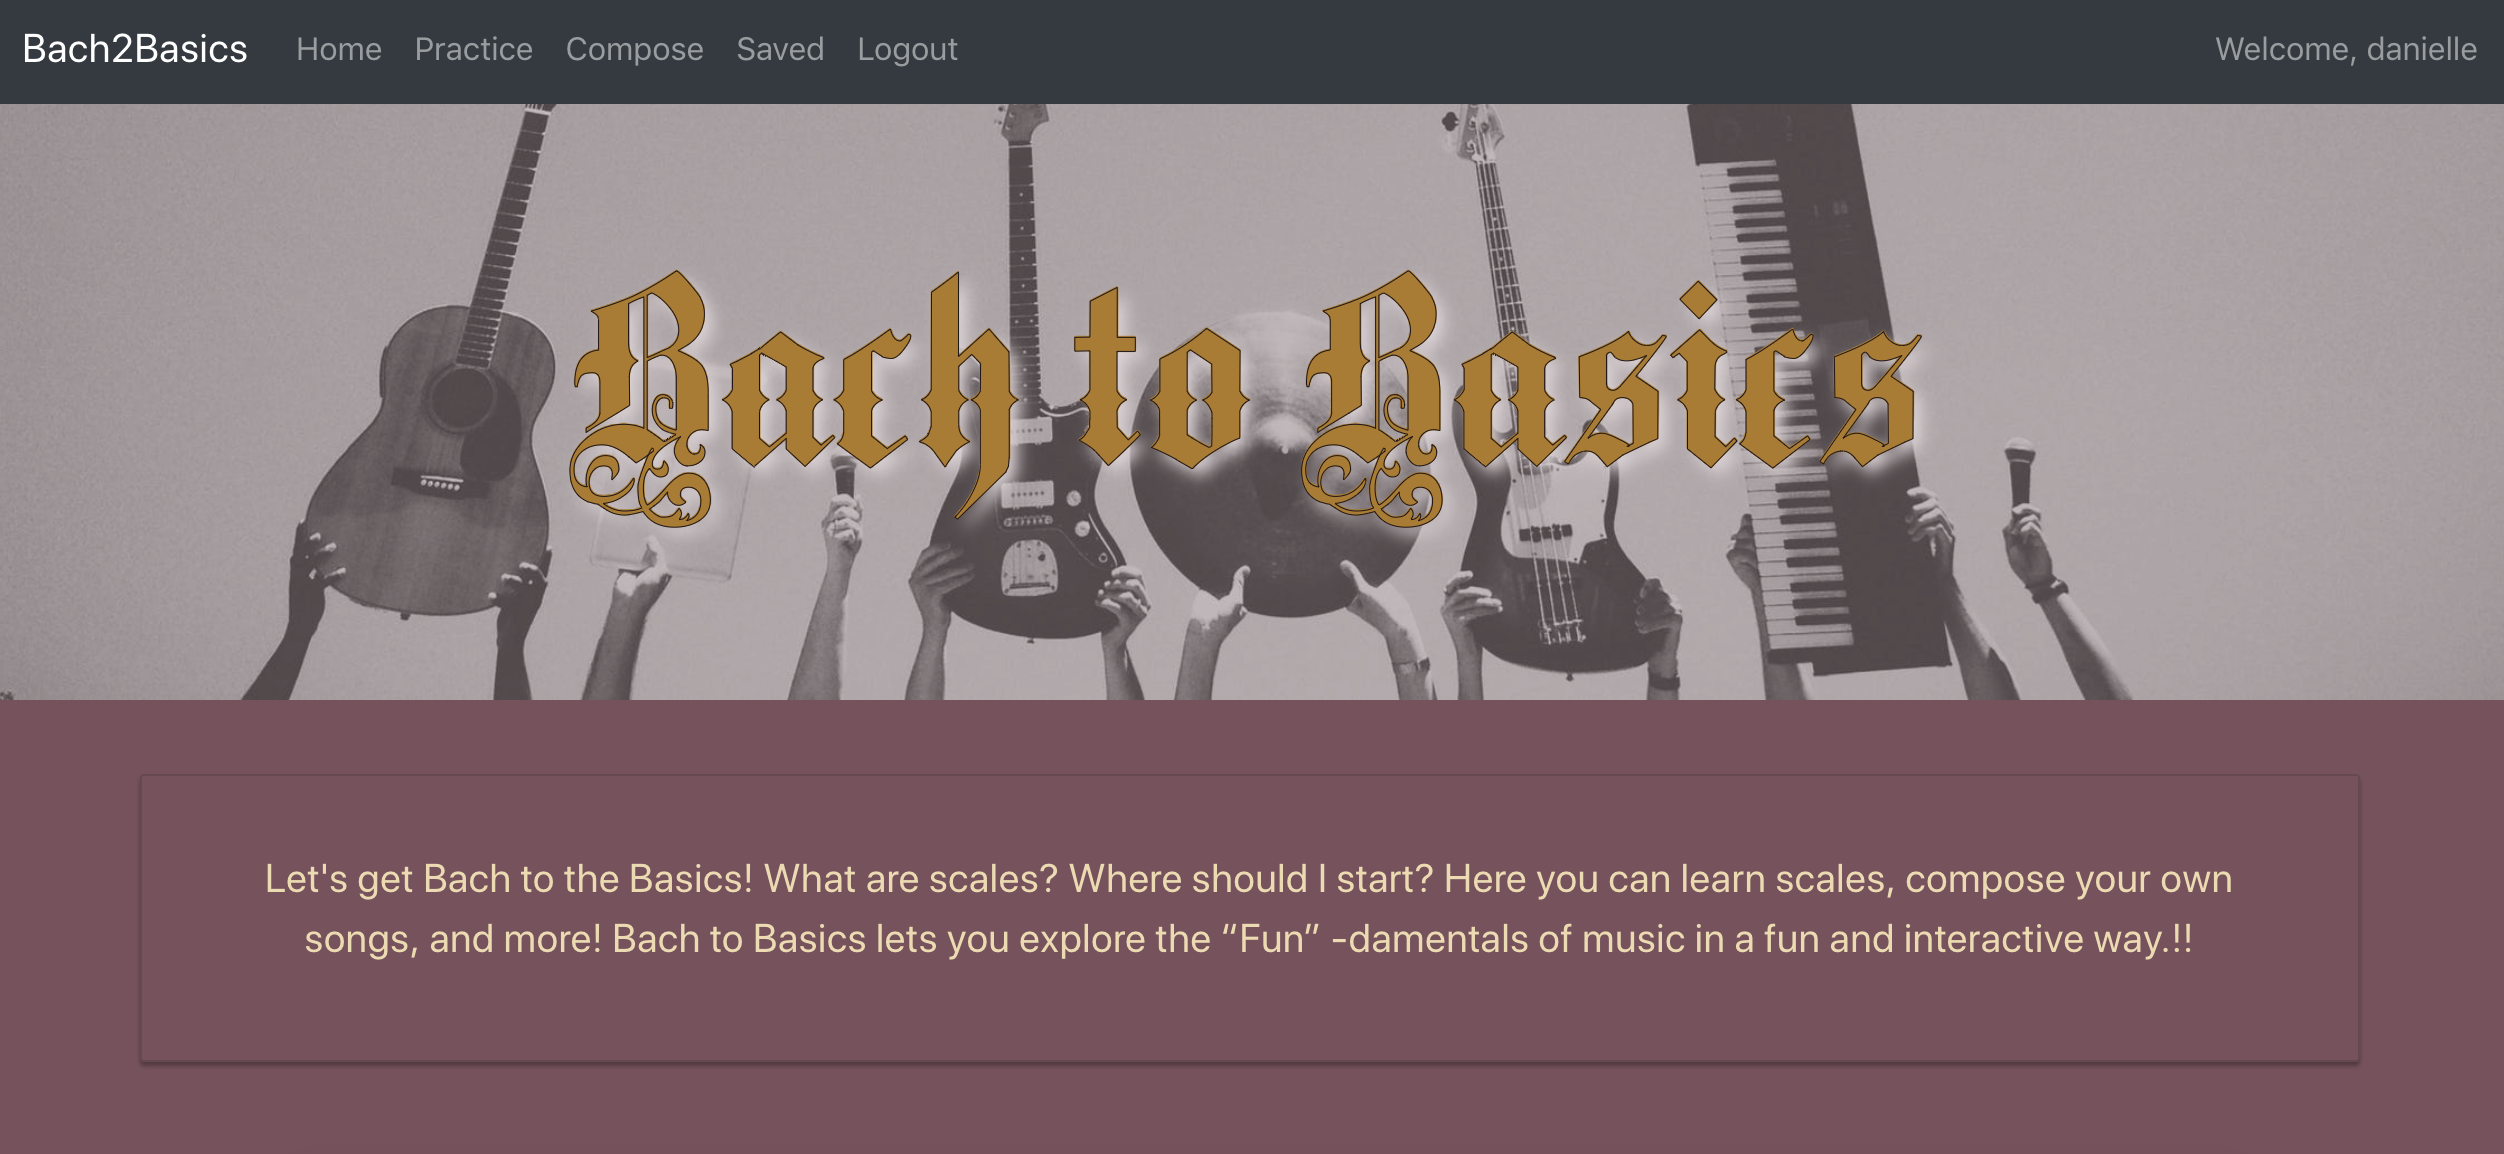 Bach2Basics Home Practice Compose Saved Logout Welcome, danielle
Bach to Basics
Let's get Bach to the Basics! What are scales? Where should I start? Here you can learn scales, compose your own
songs, and more! Bach to Basics lets you explore the “Fun” -damentals of music in a fun and interactive way.!!